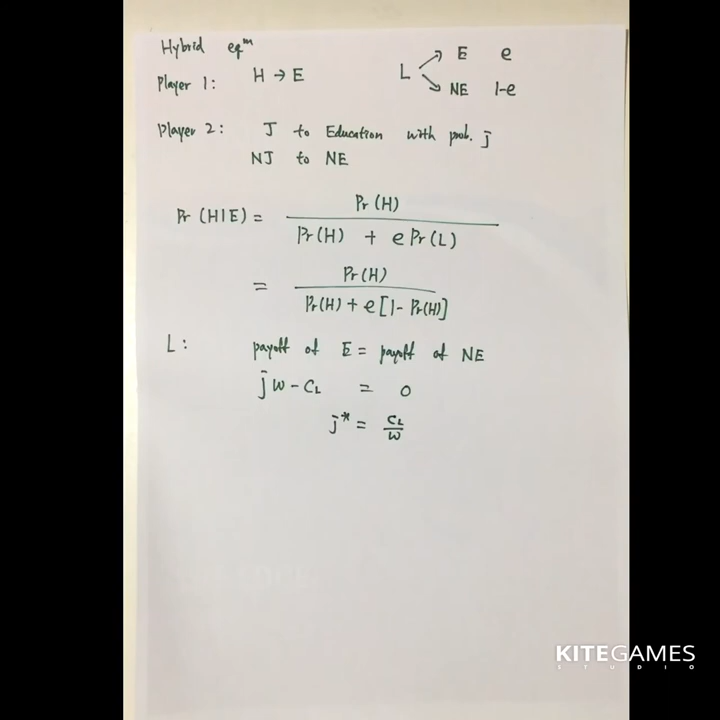 Hybrid eqm
Player 1: H → E L → E e
→ NE 1-e
Player 2: J to Education with prob. j
NJ to NE
Pr (H|E) = Pr (H) / Pr(H) + e Pr(L)
= Pr(H) / Pr(H) + e[1- Pr(H)]
L: payoff of E = payoff of NE
jw - CL = 0
j* = CL / w
KITEGAMES
STUDIO